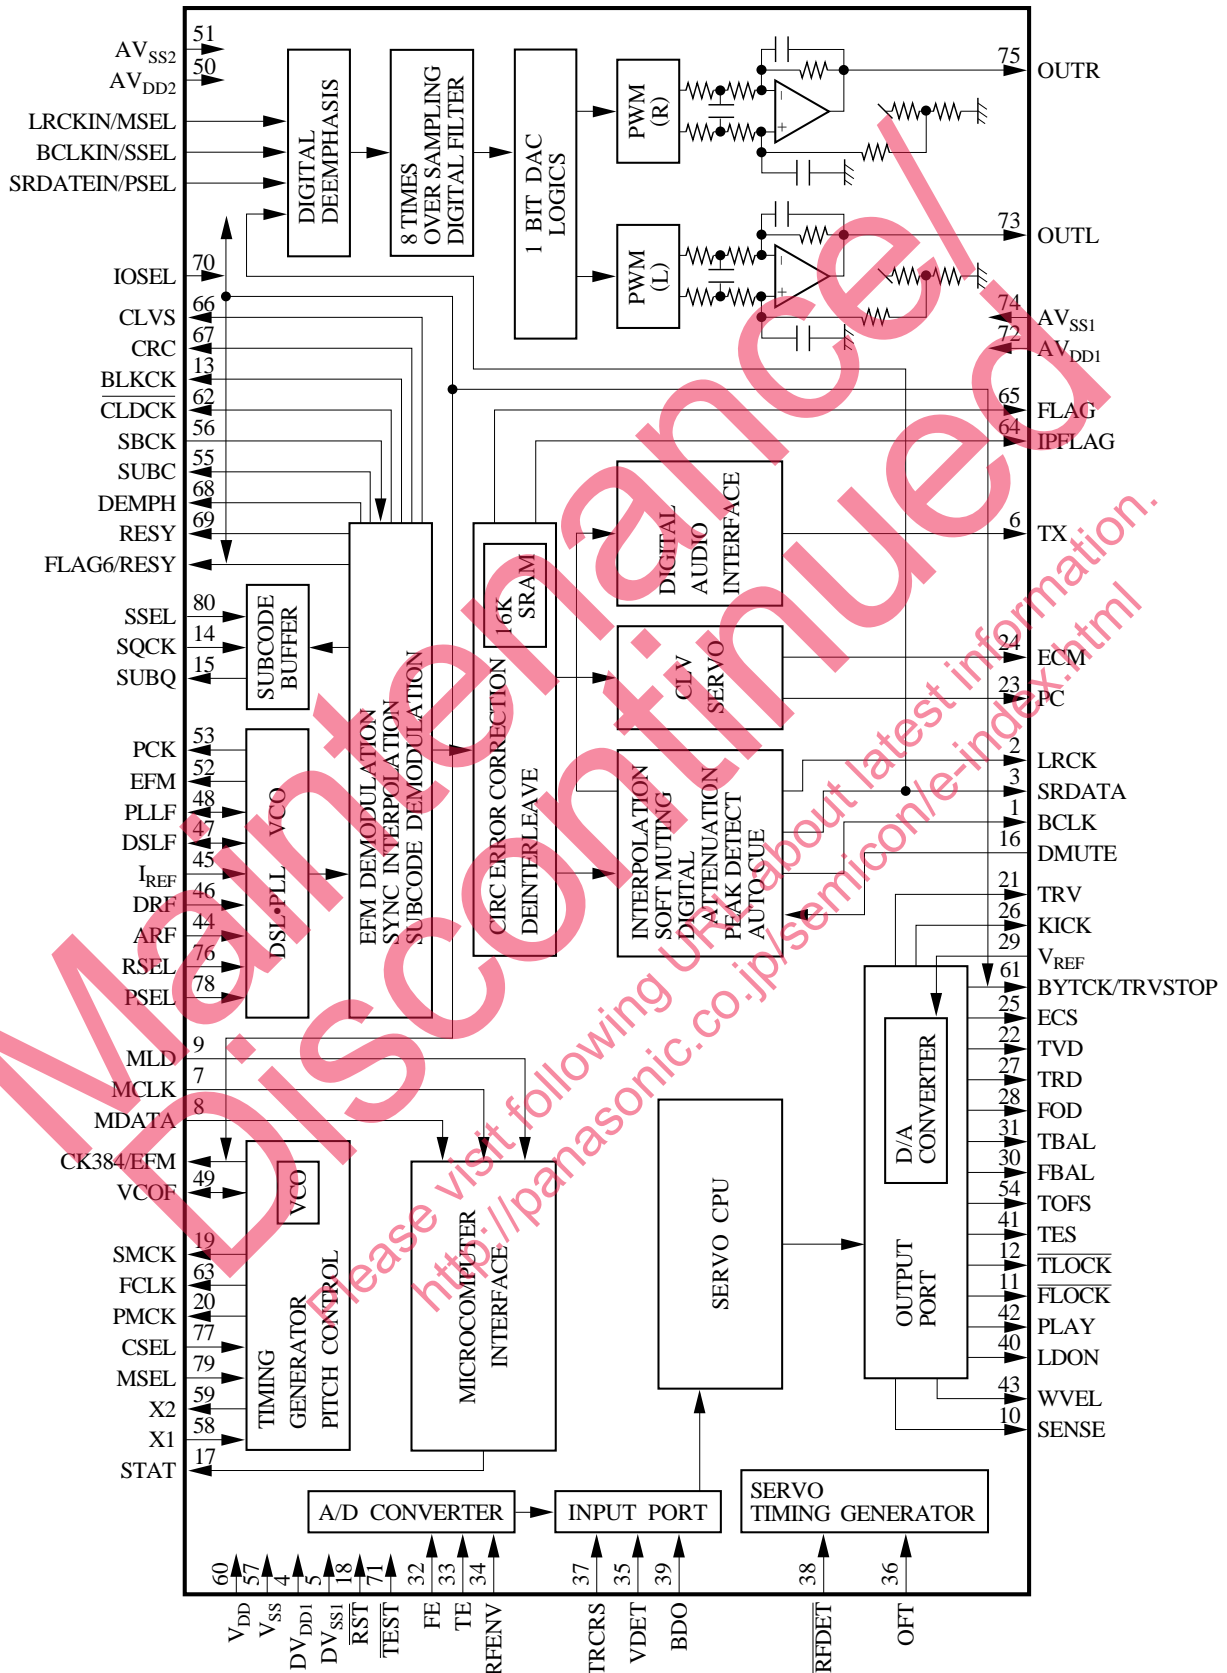 51
AVSS2
50
AVDD2
LRCKIN/MSEL
BCLKIN/SSEL
SRDATEIN/PSEL
70
IOSEL
66
CLVS
67
CRC
13
BLKCK
62
CLDCK
56
SBCK
55
SUBC
68
DEMPH
69
RESY
FLAG6/RESY
80
SSEL
14
SQCK
15
SUBQ
53
PCK
52
EFM
48
PLLF
47
DSLF
45
IREF
46
DRF
44
ARF
76
RSEL
78
PSEL
9
MLD
7
MCLK
8
MDATA
CK384/EFM
49
VCOF
19
SMCK
63
FCLK
20
PMCK
77
CSEL
79
MSEL
59
X2
58
X1
17
STAT
DIGITAL
DEEMPHASIS
8 TIMES
OVER SAMPLING
DIGITAL FILTER
1 BIT DAC
LOGICS
PWM
(R)
PWM
(L)
−
+
−
+
SUBCODE
BUFFER
DSL•PLL VCO
EFM DEMODULATION
SYNC INTERPOLATION
SUBCODE DEMODULATION
16K
SRAM
CIRC ERROR CORRECTION
DEINTERLEAVE
DIGITAL
AUDIO
INTERFACE
CLV
SERVO
INTERPOLATION
SOFT MUTING
DIGITAL
ATTENUATION
PEAK DETECT
AUTO CUE
VCO
TIMING
GENERATOR
PITCH CONTROL
MICROCOMPUTER
INTERFACE
SERVO CPU
D/A
CONVERTER
OUTPUT
PORT
A/D CONVERTER
INPUT PORT
SERVO
TIMING GENERATOR
75
OUTR
73
OUTL
74
AVSS1
72
AVDD1
65
FLAG
64
IPFLAG
6
TX
24
ECM
23
PC
2
LRCK
3
SRDATA
1
BCLK
16
DMUTE
21
TRV
26
KICK
29
VREF
61
BYTCK/TRVSTOP
25
ECS
22
TVD
27
TRD
28
FOD
31
TBAL
30
FBAL
54
TOFS
41
TES
12
TLOCK
11
FLOCK
42
PLAY
40
LDON
43
WVEL
10
SENSE
60
VDD
57
VSS
4
DVDD1
5
DVSS1
18
RST
71
TEST
32
FE
33
TE
34
RFENV
37
TRCRS
35
VDET
39
BDO
38
RFDET
36
OFT
Maintenance/
Discontinued
Please visit following URL about latest information.
http://panasonic.co.jp/semicon/e-index.html